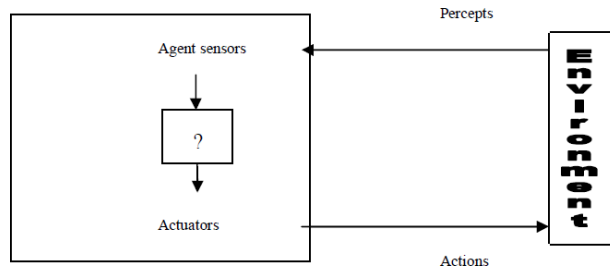 Percepts
Agent sensors
?
Actuators
Actions
Environment